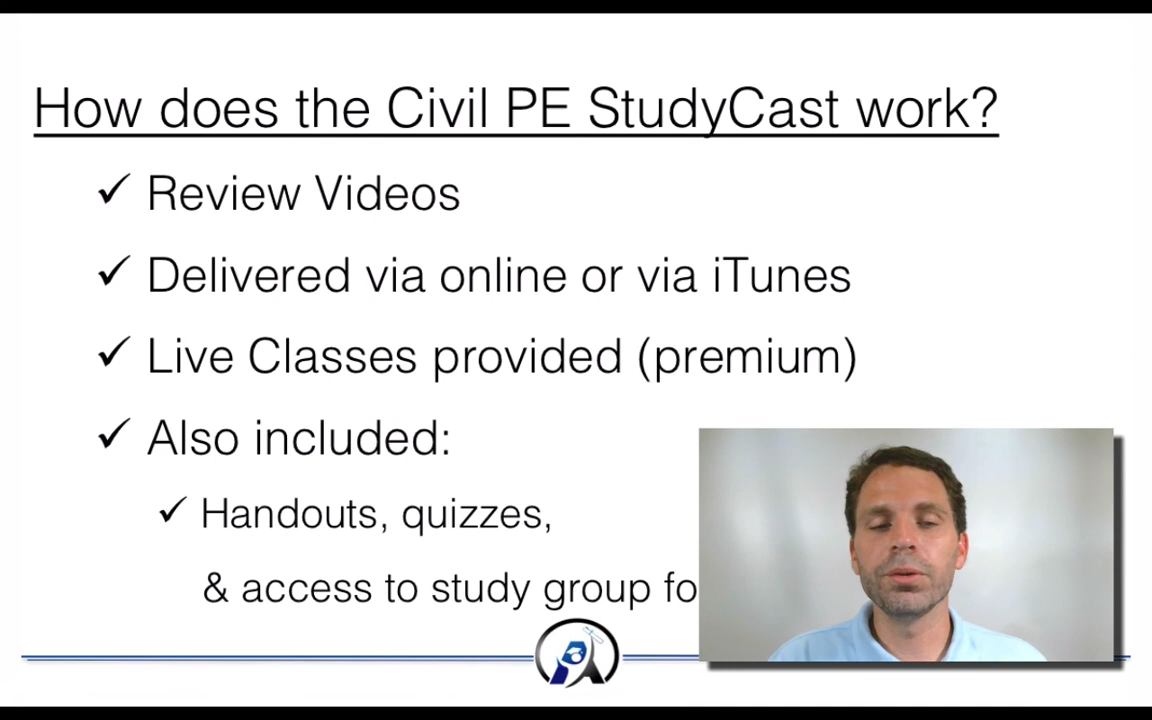 How does the Civil PE StudyCast work?
✓ Review Videos
✓ Delivered via online or via iTunes
✓ Live Classes provided (premium)
✓ Also included:
✓ Handouts, quizzes,
& access to study group fo
PA